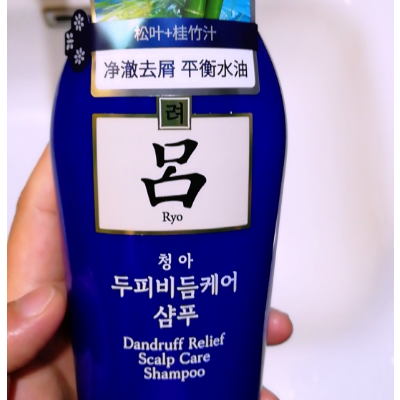 松叶+桂竹汁
净澈去屑 平衡水油
려
呂
Ryo
청아
두피비듬케어
샴푸
Dandruff Relief
Scalp Care
Shampoo